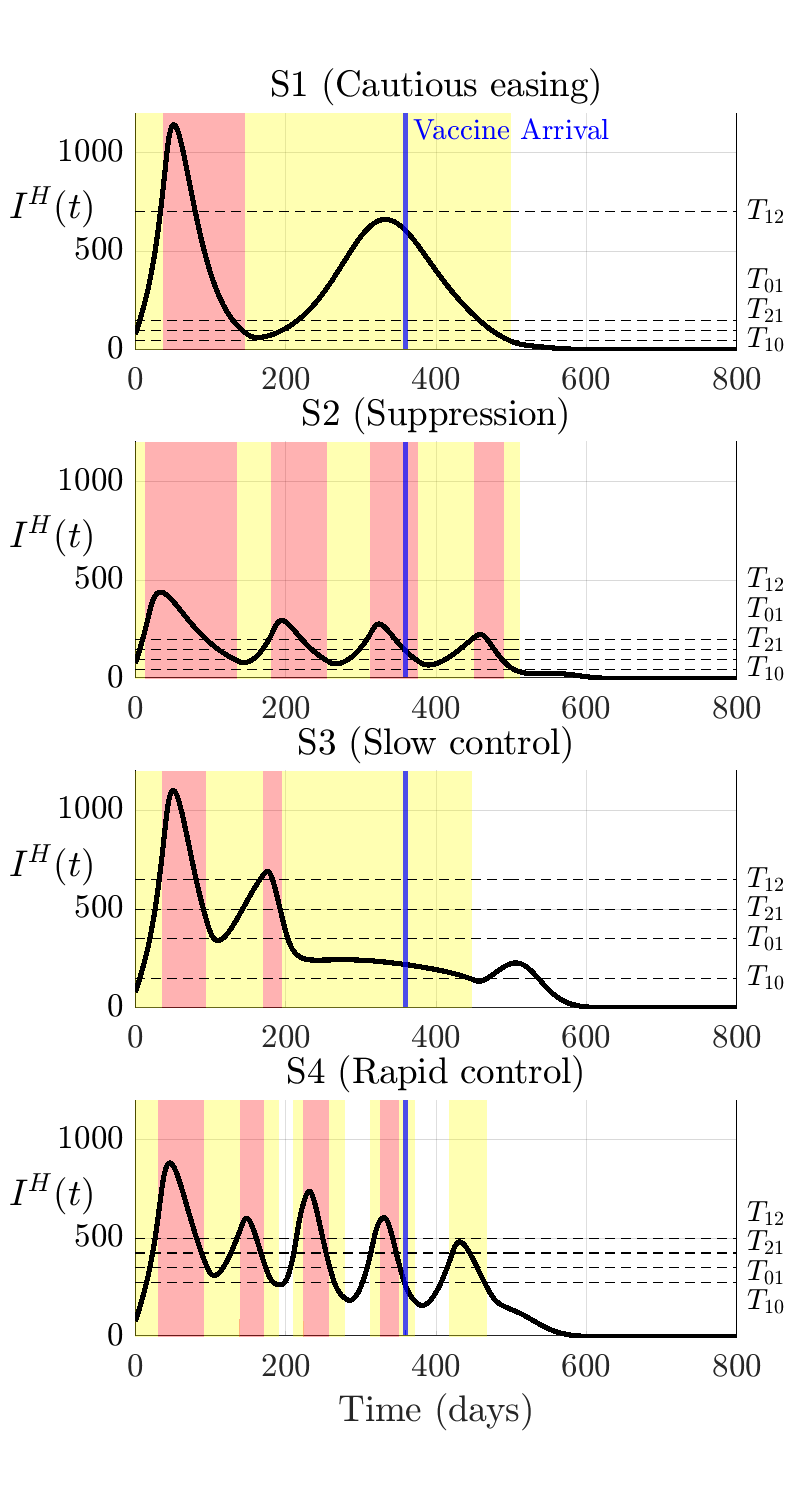 S1 (Cautious easing)
Vaccine Arrival
1000
I^H(t)
500
0
T_12
T_01
T_21
T_10
0 200 400 600 800
S2 (Suppression)
1000
I^H(t)
500
0
T_12
T_01
T_21
T_10
0 200 400 600 800
S3 (Slow control)
1000
I^H(t)
500
0
T_12
T_21
T_01
T_10
0 200 400 600 800
S4 (Rapid control)
1000
I^H(t)
500
0
T_12
T_21
T_01
T_10
0 200 400 600 800
Time (days)